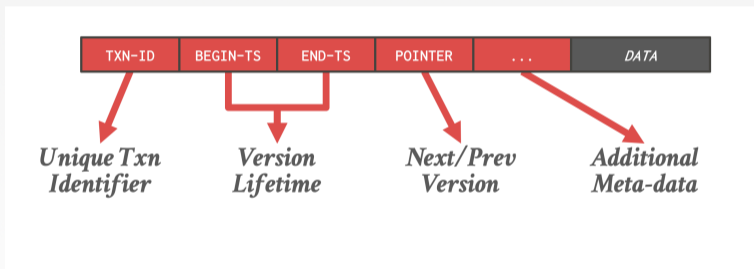 TXN-ID BEGIN-TS END-TS POINTER ... DATA
Unique Txn
Identifier
Version
Lifetime
Next/Prev
Version
Additional
Meta-data